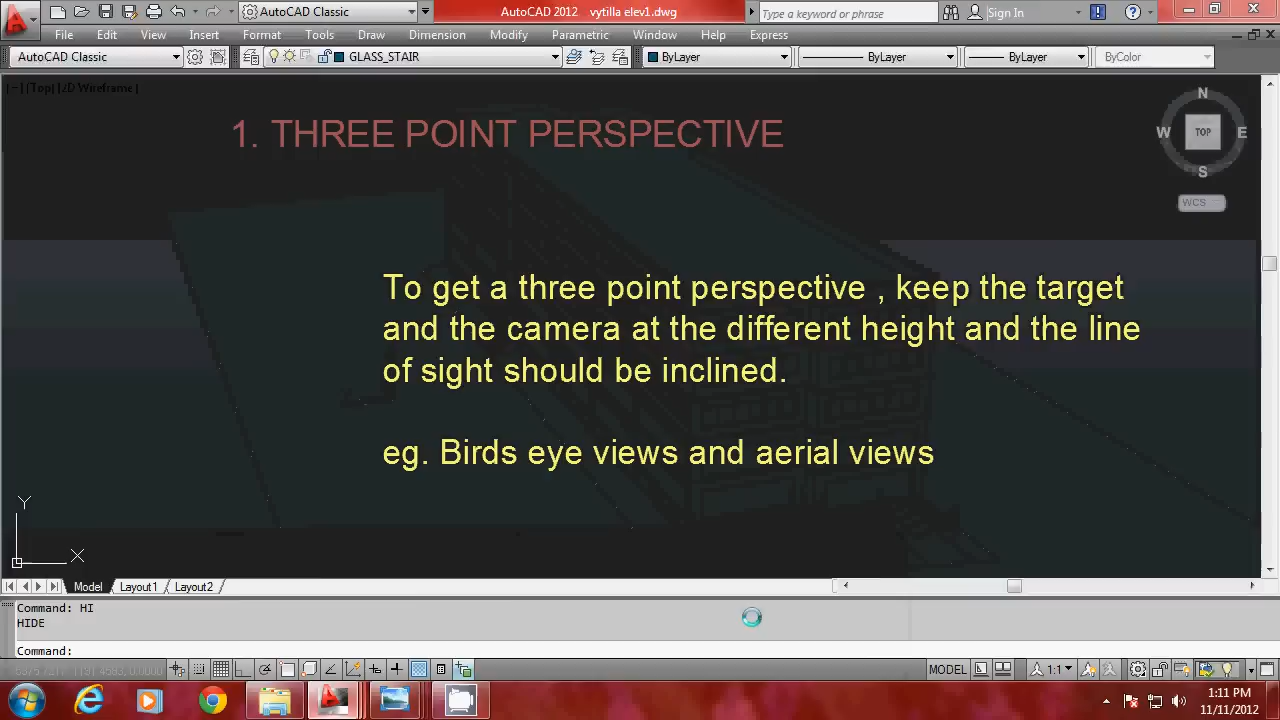 AutoCAD Classic
AutoCAD 2012 vytilla elev1.dwg
Type a keyword or phrase
Sign In
File Edit View Insert Format Tools Draw Dimension Modify Parametric Window Help Express
AutoCAD Classic
GLASS_STAIR
ByLayer
ByLayer
ByLayer
ByColor
[-] [Top] [2D Wireframe]
N
W TOP E
S
WCS
1. THREE POINT PERSPECTIVE
To get a three point perspective , keep the target
and the camera at the different height and the line
of sight should be inclined.
eg. Birds eye views and aerial views
Y
X
Model Layout1 Layout2
Command: HI
HIDE
Command:
MODEL
1:1
1:11 PM
11/11/2012